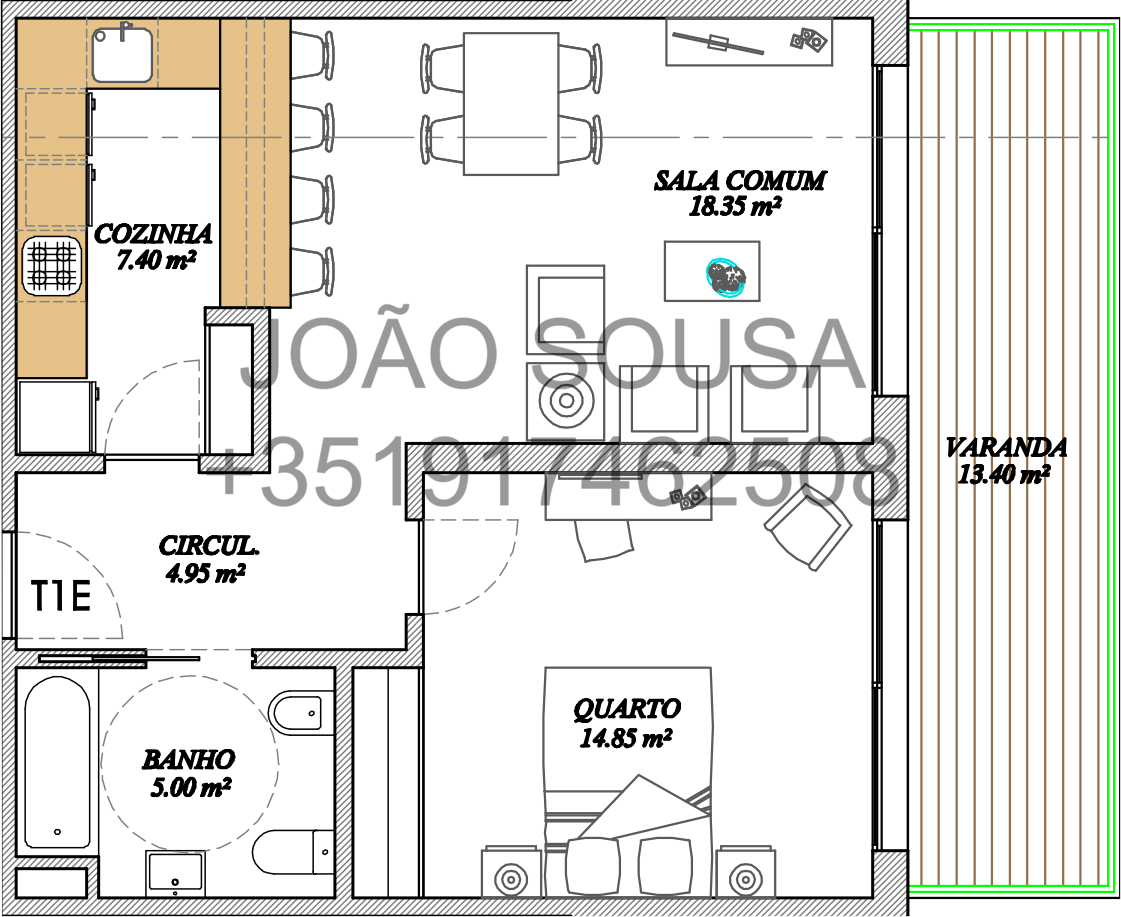 SALA COMUM
18.35 m²
COZINHA
7.40 m²
JOÃO SOUSA
+351917462508
VARANDA
13.40 m²
CIRCUL.
4.95 m²
T1E
QUARTO
14.85 m²
BANHO
5.00 m²